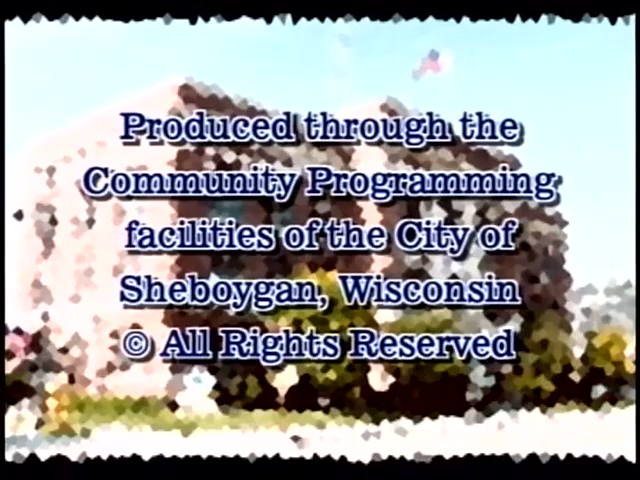 Produced through the
Community Programming
facilities of the City of
Sheboygan, Wisconsin
© All Rights Reserved